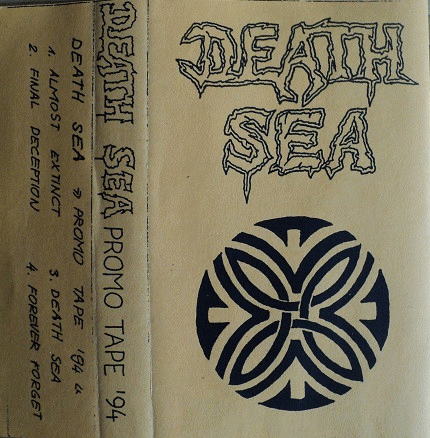 DEATH
SEA
DEATH SEA PROMO TAPE '94
DEATH SEA → PROMO TAPE '94
1. ALMOST EXTINCT
2. FINAL DECEPTION
3. DEATH SEA
4. FOREVER FORGET